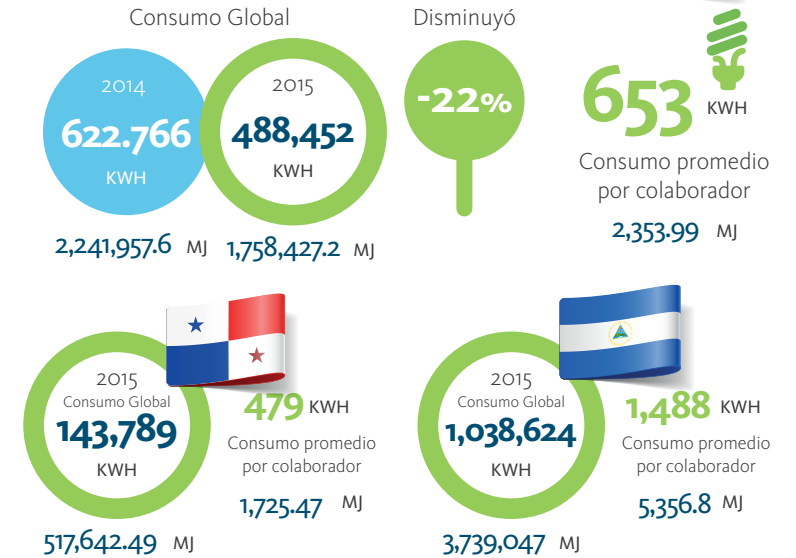 Consumo Global
Disminuyó
2014
622.766
KWH
2,241,957.6 MJ
2015
488,452
KWH
1,758,427.2 MJ
-22%
653 KWH
Consumo promedio
por colaborador
2,353.99 MJ
2015
Consumo Global
143,789
KWH
517,642.49 MJ
479 KWH
Consumo promedio
por colaborador
1,725.47 MJ
2015
Consumo Global
1,038,624
KWH
3,739,047 MJ
1,488 KWH
Consumo promedio
por colaborador
5,356.8 MJ